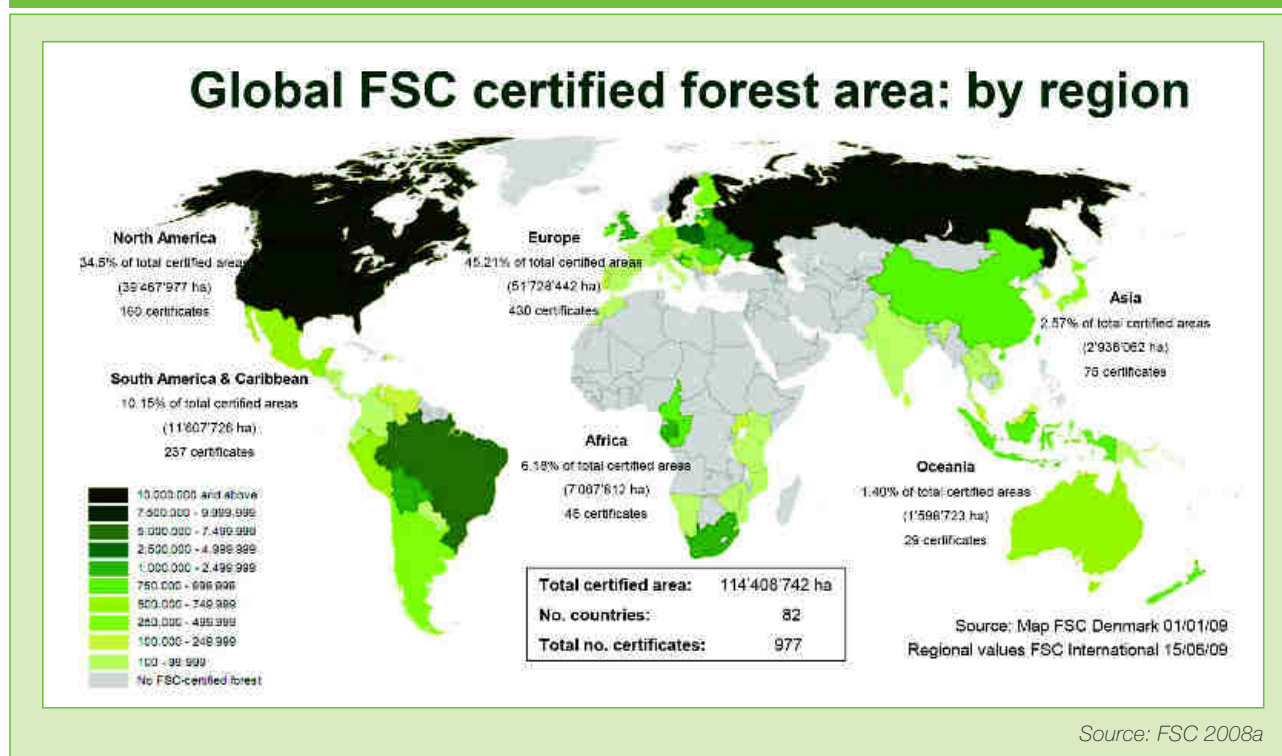 Global FSC certified forest area: by region
North America
34.5% of total certified areas
(39'467'977 ha)
160 certificates
Europe
45.21% of total certified areas
(51'728'442 ha)
430 certificates
Asia
2.57% of total certified areas
(2'938'062 ha)
75 certificates
South America & Caribbean
10.15% of total certified areas
(11'607'726 ha)
237 certificates
Africa
6.18% of total certified areas
(7'067'812 ha)
46 certificates
Oceania
1.40% of total certified areas
(1'598'723 ha)
29 certificates
10.000.000 and above
7.500.000 - 9.999.999
5.000.000 - 7.499.999
2.500.000 - 4.999.999
1.000.000 - 2.499.999
750.000 - 999.999
500.000 - 749.999
250.000 - 499.999
100.000 - 249.999
100 - 99.999
No FSC-certified forest
Total certified area: 114'408'742 ha
No. countries: 82
Total no. certificates: 977
Source: Map FSC Denmark 01/01/09
Regional values FSC International 15/06/09
Source: FSC 2008a